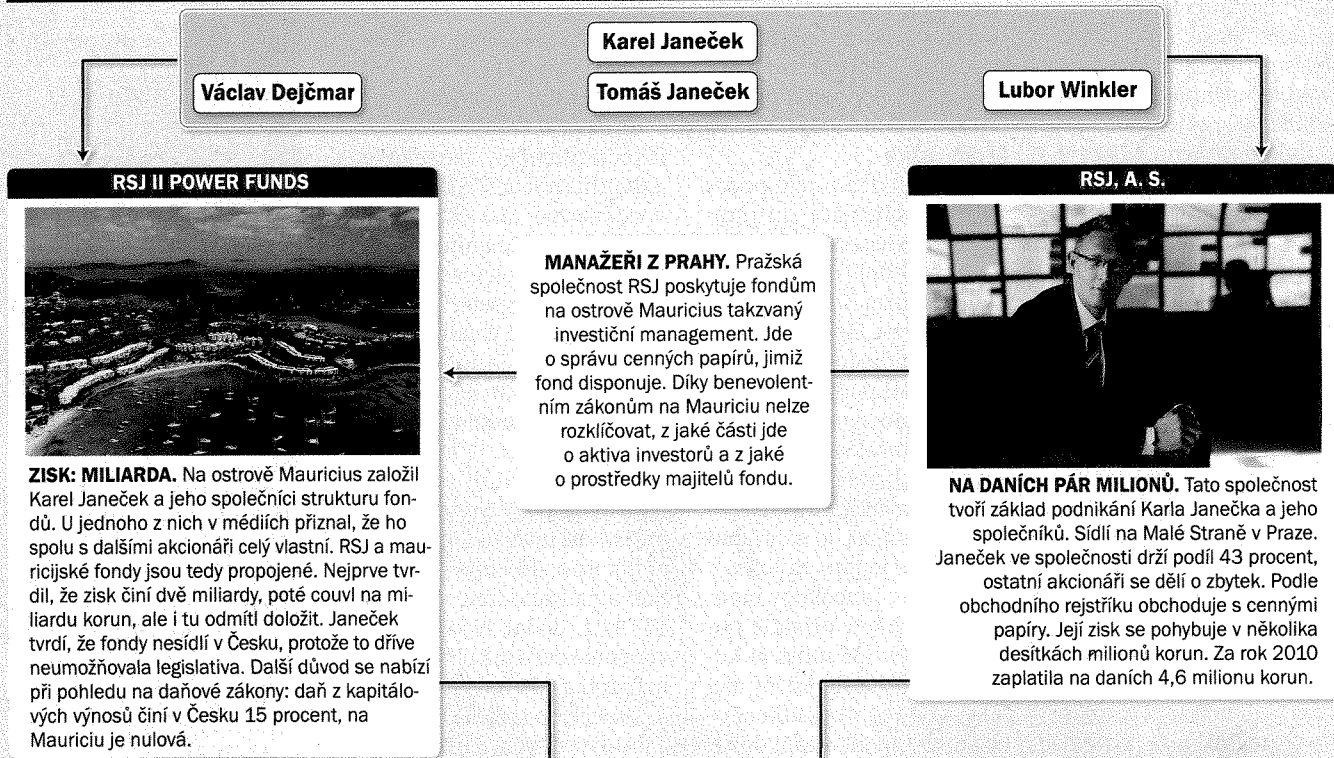 Karel Janeček
Václav Dejčmar
Tomáš Janeček
Lubor Winkler
RSJ II POWER FUNDS
ZISK: MILIARDA. Na ostrově Mauricius založil
Karel Janeček a jeho společníci strukturu fon-
dů. U jednoho z nich v médiích přiznal, že ho
spolu s dalšími akcionáři celý vlastní. RSJ a mau-
ricijské fondy jsou tedy propojené. Nejprve tvr-
dil, že zisk činí dvě miliardy, poté couvl na mi-
liardu korun, ale i tu odmítl doložit. Janeček
tvrdí, že fondy nesídlí v Česku, protože to dříve
neumožňovala legislativa. Další důvod se nabízí
při pohledu na daňové zákony: daň z kapitálo-
vých výnosů činí v Česku 15 procent, na
Mauriciu je nulová.
MANAŽEŘI Z PRAHY. Pražská
společnost RSJ poskytuje fondům
na ostrově Mauricius takzvaný
investiční management. Jde
o správu cenných papírů, jimiž
fond disponuje. Díky benevolent-
ním zákonům na Mauriciu nelze
rozklíčovat, z jaké části jde
o aktiva investorů a z jaké
o prostředky majitelů fondu.
RSJ, A. S.
NA DANÍCH PÁR MILIONŮ. Tato společnost
tvoří základ podnikání Karla Janečka a jeho
společníků. Sídlí na Malé Straně v Praze.
Janeček ve společnosti drží podíl 43 procent,
ostatní akcionáři se dělí o zbytek. Podle
obchodního rejstříku obchoduje s cennými
papíry. Její zisk se pohybuje v několika
desítkách milionů korun. Za rok 2010
zaplatila na daních 4,6 milionu korun.